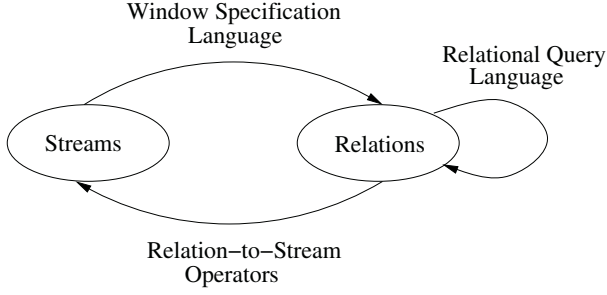 Window Specification
Language
Relational Query
Language
Streams
Relations
Relation−to−Stream
Operators